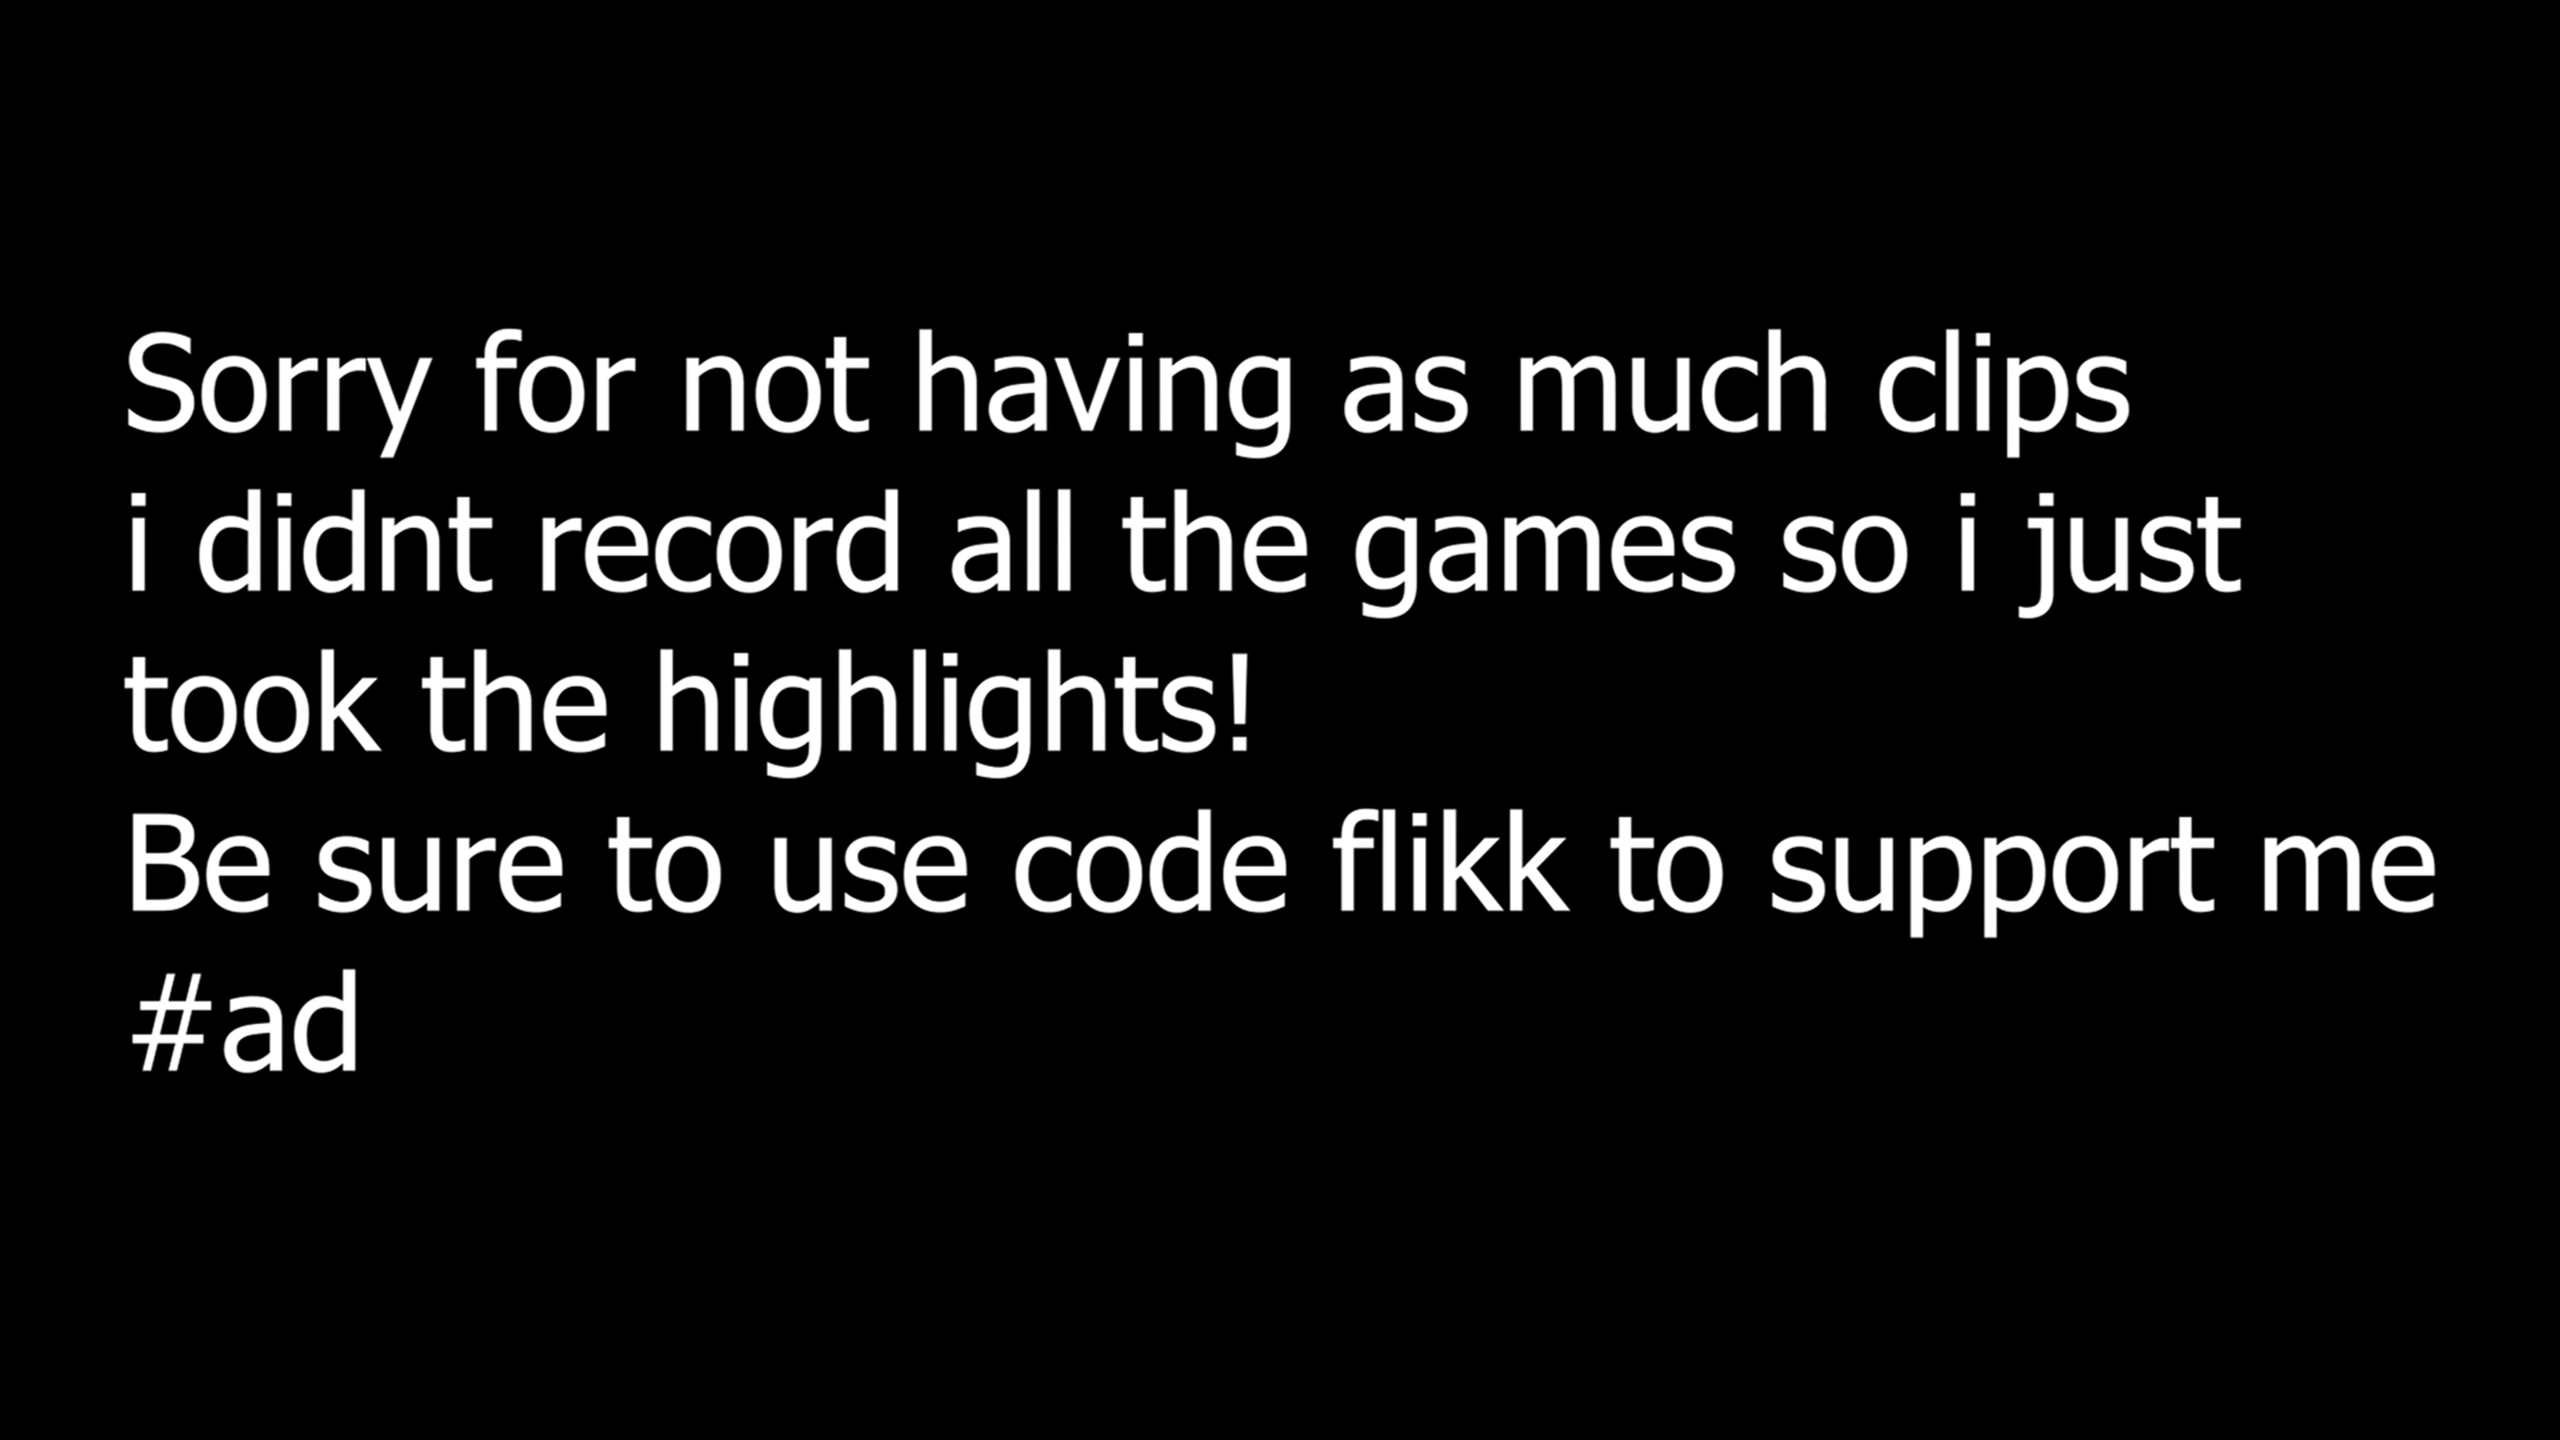 Sorry for not having as much clips
i didnt record all the games so i just
took the highlights!
Be sure to use code flikk to support me
#ad